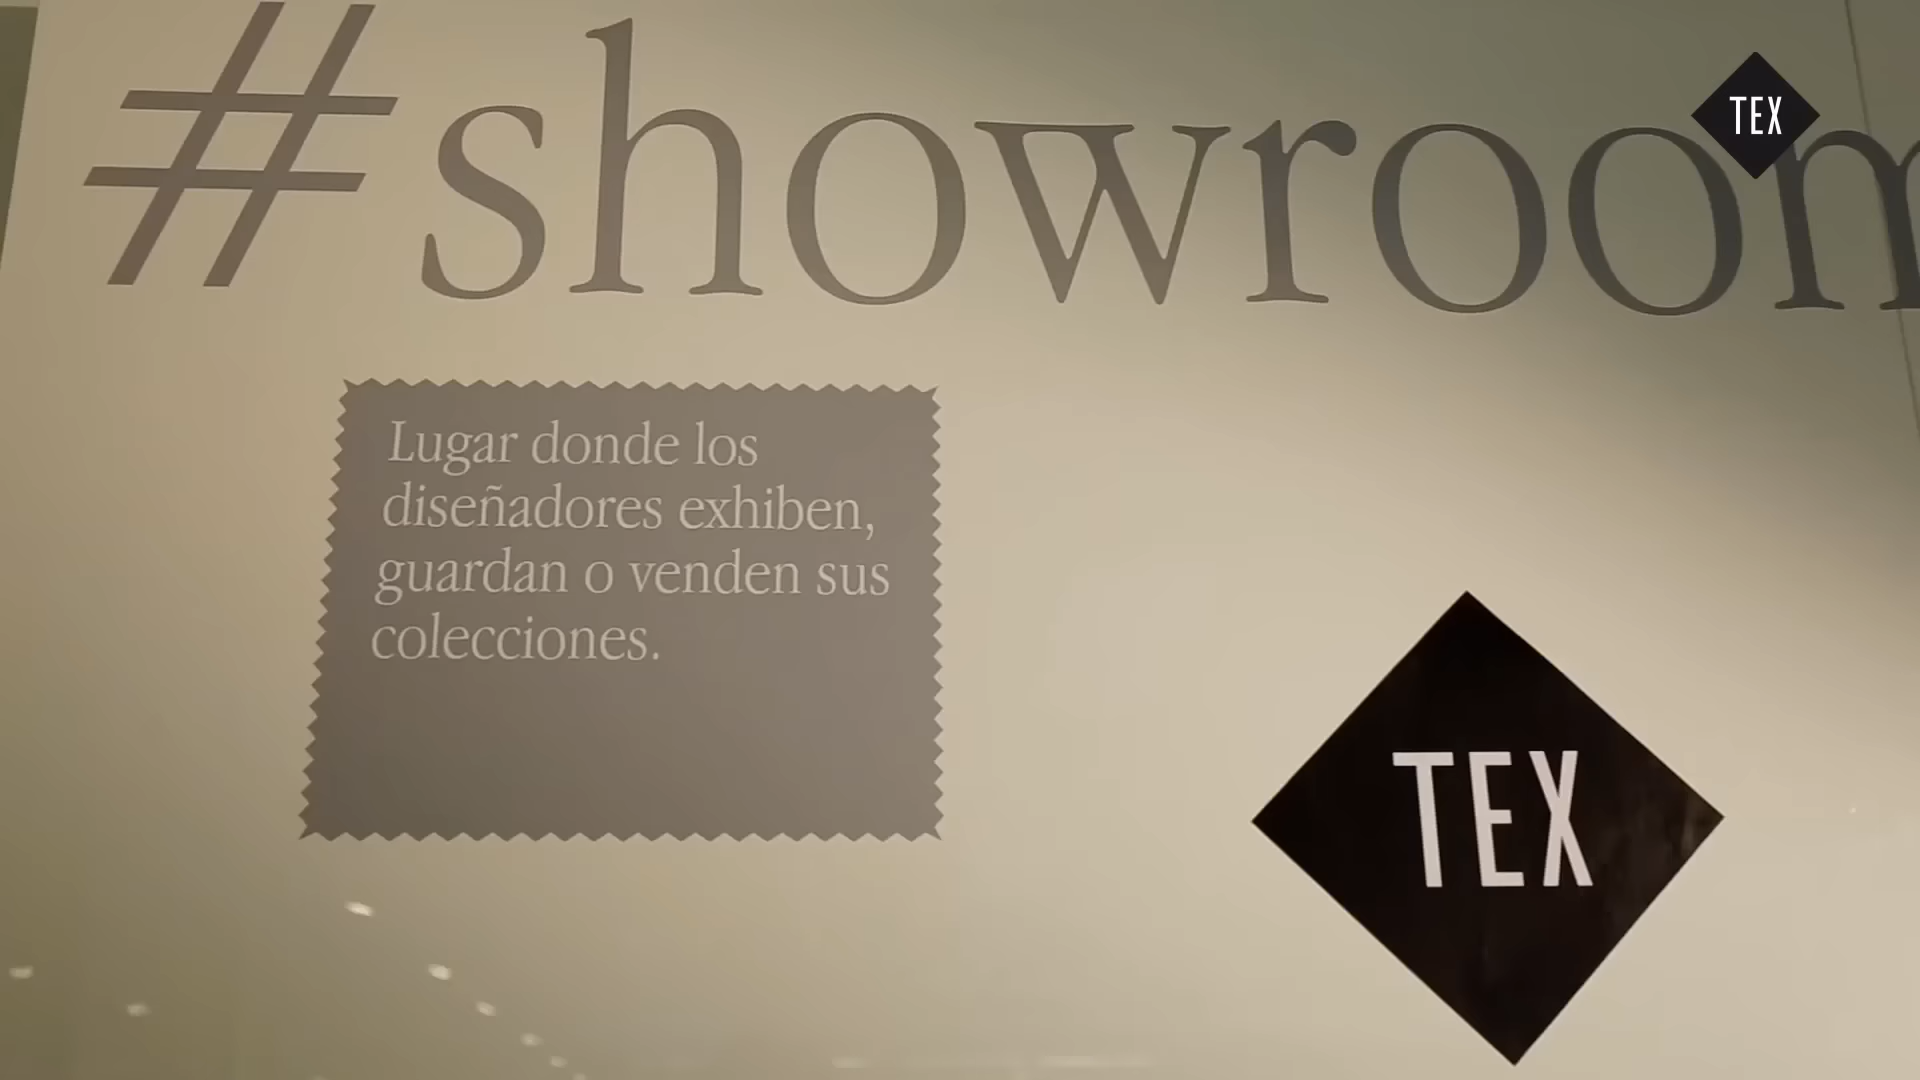 #showroom
TEX
Lugar donde los
diseñadores exhiben,
guardan o venden sus
colecciones.
TEX